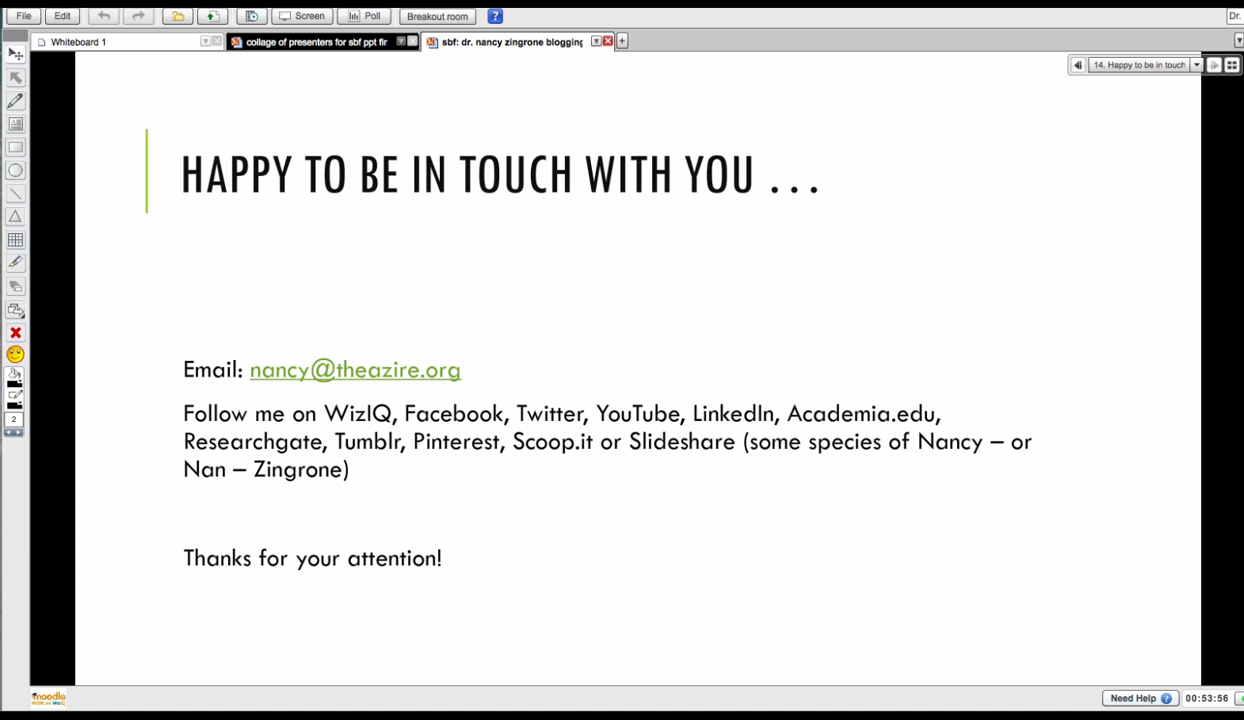 File Edit Screen Poll Breakout room ? Dr.
Whiteboard 1 collage of presenters for sbf ppt fir sbf: dr. nancy zingrone blogging +
14. Happy to be in touch
HAPPY TO BE IN TOUCH WITH YOU ...
Email: nancy@theazire.org
Follow me on WizIQ, Facebook, Twitter, YouTube, LinkedIn, Academia.edu,
Researchgate, Tumblr, Pinterest, Scoop.it or Slideshare (some species of Nancy – or
Nan – Zingrone)
Thanks for your attention!
2
moodle
Need Help ? 00:53:56